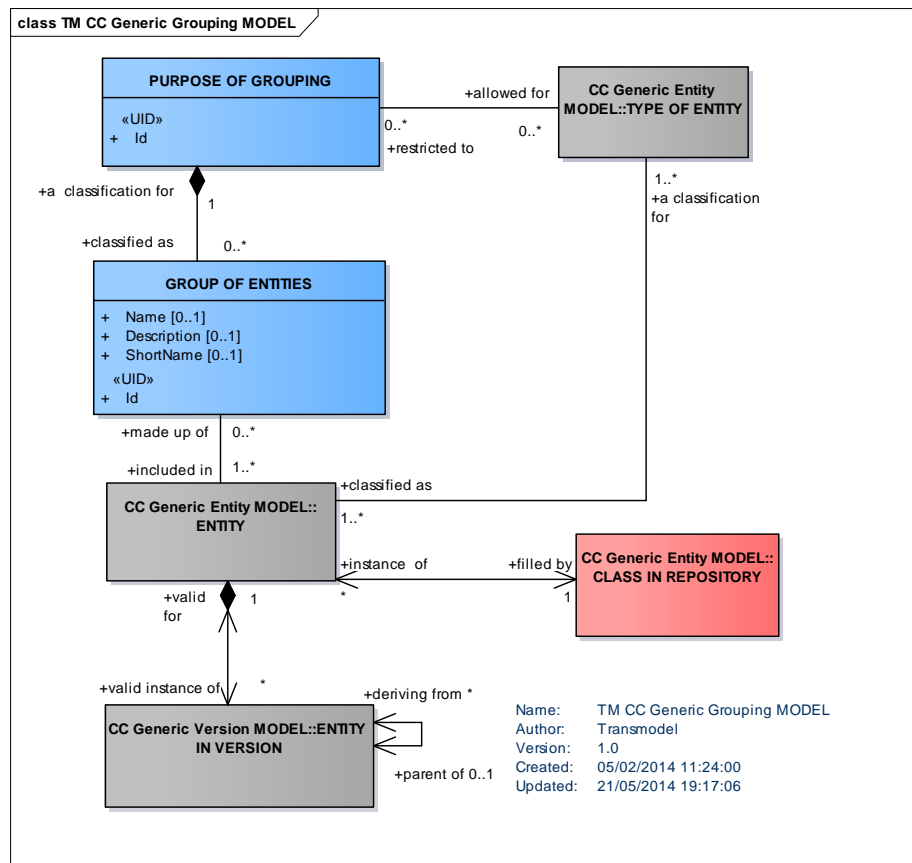 class TM CC Generic Grouping MODEL
PURPOSE OF GROUPING
«UID»
+ Id
CC Generic Entity
MODEL::TYPE OF ENTITY
+allowed for
0..*
0..*
+restricted to
+a classification for
1
1..*
+a classification
for
+classified as
0..*
GROUP OF ENTITIES
+ Name [0..1]
+ Description [0..1]
+ ShortName [0..1]
«UID»
+ Id
+made up of
0..*
+included in
1..*
+classified as
1..*
CC Generic Entity MODEL::
ENTITY
+instance of
*
+filled by
1
CC Generic Entity MODEL::
CLASS IN REPOSITORY
+valid
for
1
+valid instance of
*
+deriving from *
CC Generic Version MODEL::ENTITY
IN VERSION
+parent of 0..1
Name: TM CC Generic Grouping MODEL
Author: Transmodel
Version: 1.0
Created: 05/02/2014 11:24:00
Updated: 21/05/2014 19:17:06